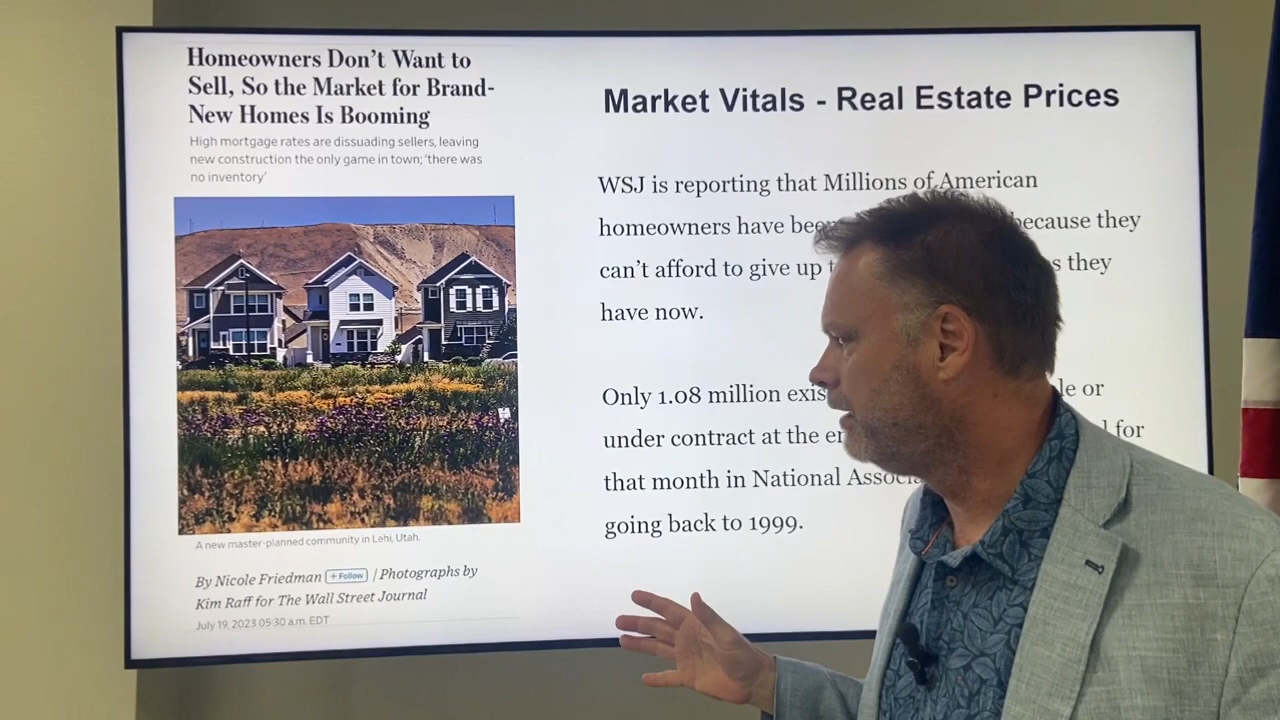 Homeowners Don't Want to
Sell, So the Market for Brand-
New Homes Is Booming
High mortgage rates are dissuading sellers, leaving
new construction the only game in town; 'there was
no inventory'
A new master-planned community in Lehi, Utah.
By Nicole Friedman + Follow | Photographs by
Kim Raff for The Wall Street Journal
July 19, 2023 05:30 a.m. EDT
Market Vitals - Real Estate Prices
WSJ is reporting that Millions of American
homeowners have because they
can't afford to give up they
have now.
Only 1.08 million or
under contract at the for
that month in National
going back to 1999.